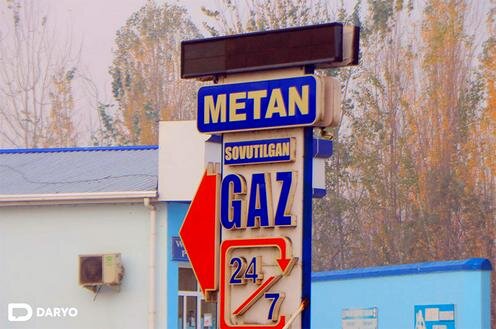 METAN
SOVUTILGAN
GAZ
24
7
DARYO